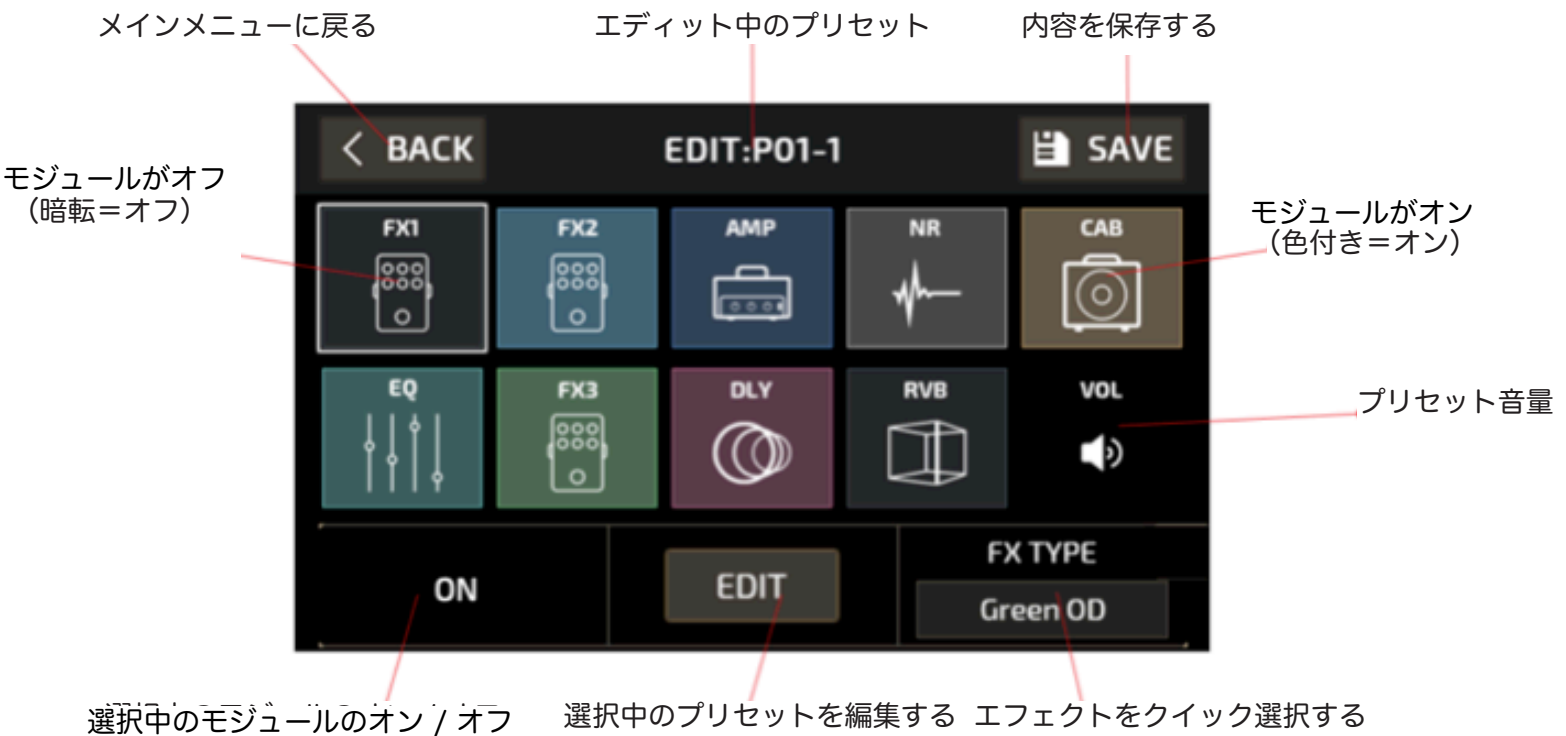 メインメニューに戻る
エディット中のプリセット
内容を保存する
BACK
EDIT:P01-1
SAVE
モジュールがオフ
（暗転＝オフ）
モジュールがオン
（色付き＝オン）
FX1
FX2
AMP
NR
CAB
EQ
FX3
DLY
RVB
VOL
プリセット音量
ON
EDIT
FX TYPE
Green OD
選択中のモジュールのオン / オフ
選択中のプリセットを編集する
エフェクトをクイック選択する